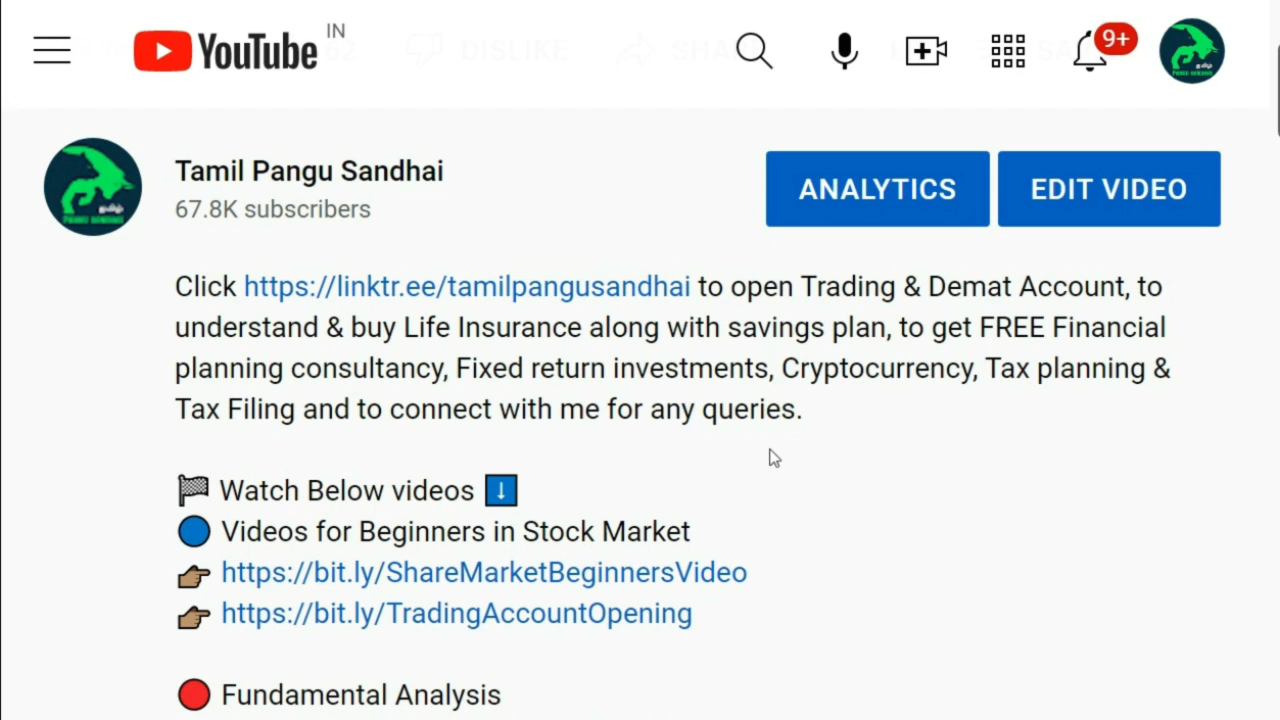 YouTube IN
DISLIKE
9+
Tamil Pangu Sandhai
67.8K subscribers
ANALYTICS
EDIT VIDEO
Click https://linktr.ee/tamilpangusandhai to open Trading & Demat Account, to
understand & buy Life Insurance along with savings plan, to get FREE Financial
planning consultancy, Fixed return investments, Cryptocurrency, Tax planning &
Tax Filing and to connect with me for any queries.
Watch Below videos
Videos for Beginners in Stock Market
https://bit.ly/ShareMarketBeginnersVideo
https://bit.ly/TradingAccountOpening
Fundamental Analysis